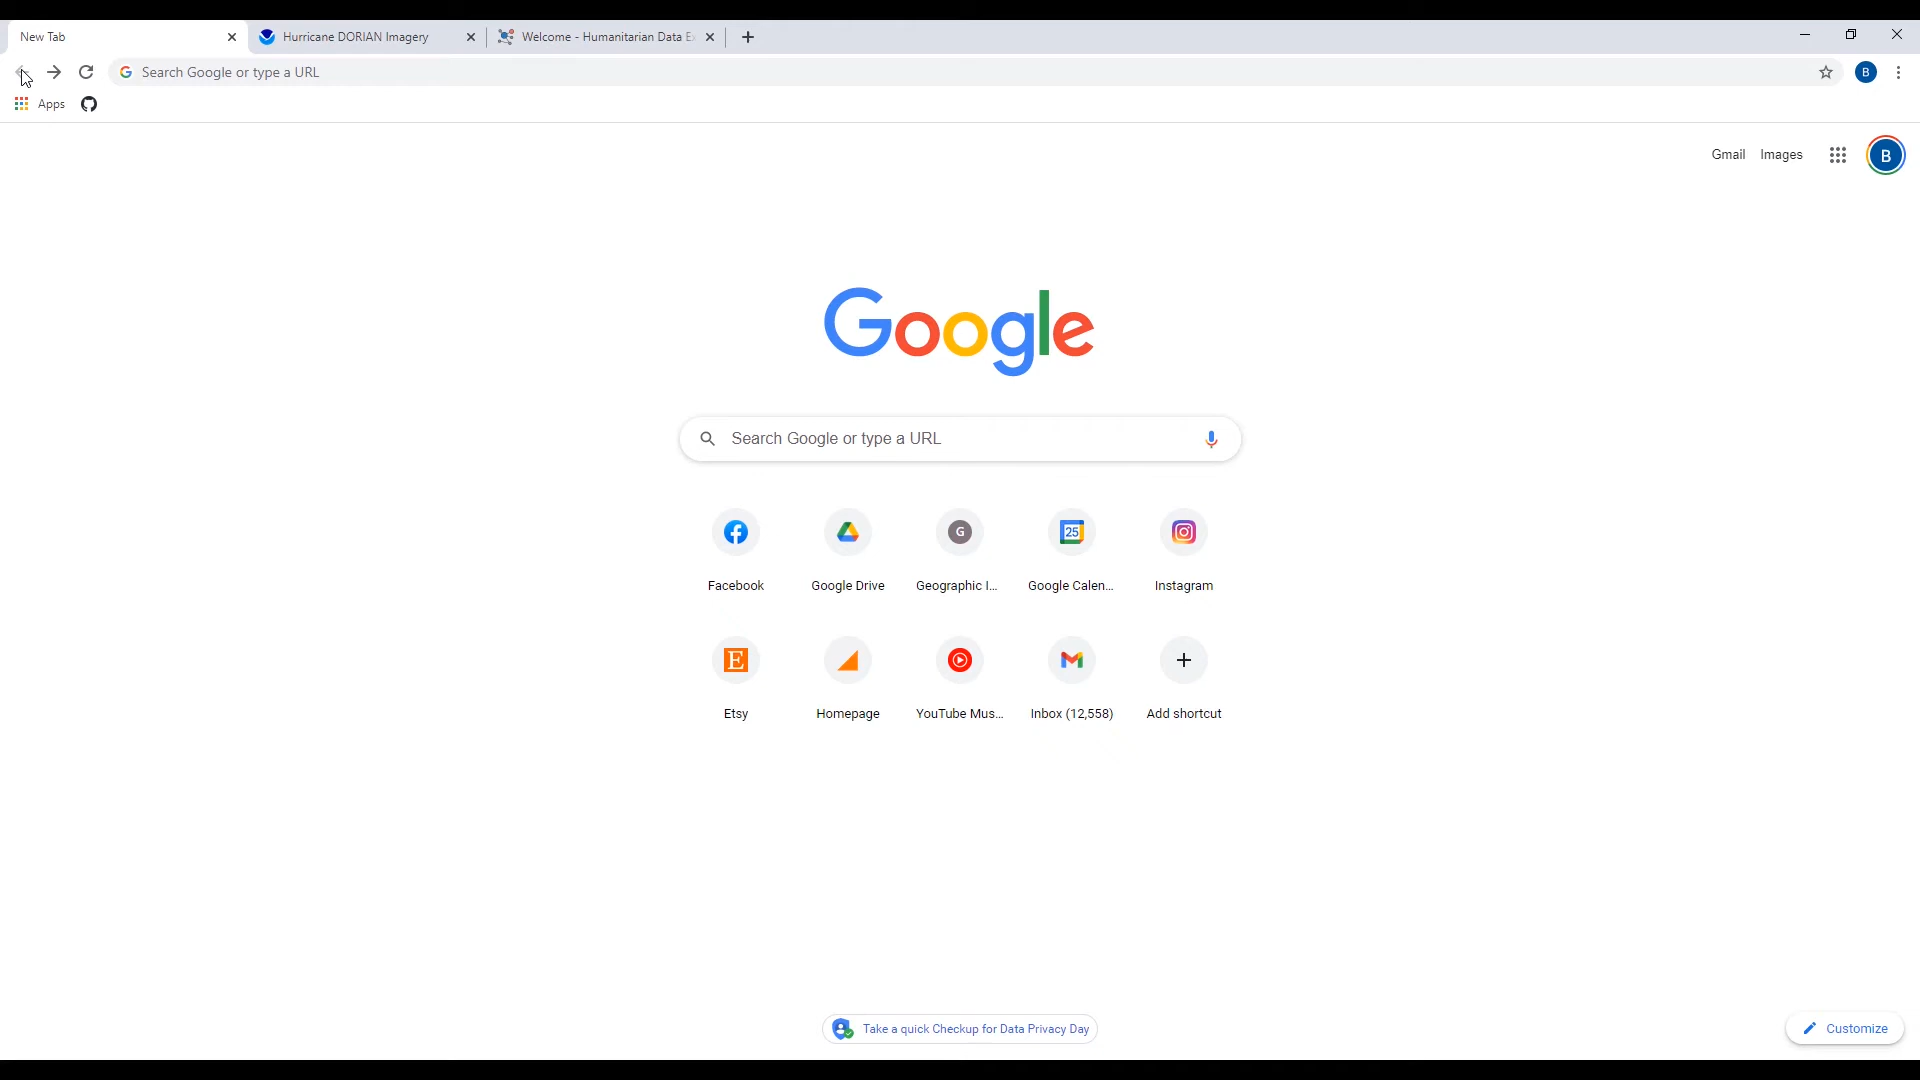 New Tab
Hurricane DORIAN Imagery
Welcome - Humanitarian Data E
Search Google or type a URL
B
Apps
Gmail Images
B
Google
Search Google or type a URL
G
25
Facebook
Google Drive
Geographic I...
Google Calen...
Instagram
E
Etsy
Homepage
YouTube Mus...
Inbox (12,558)
Add shortcut
Take a quick Checkup for Data Privacy Day
Customize